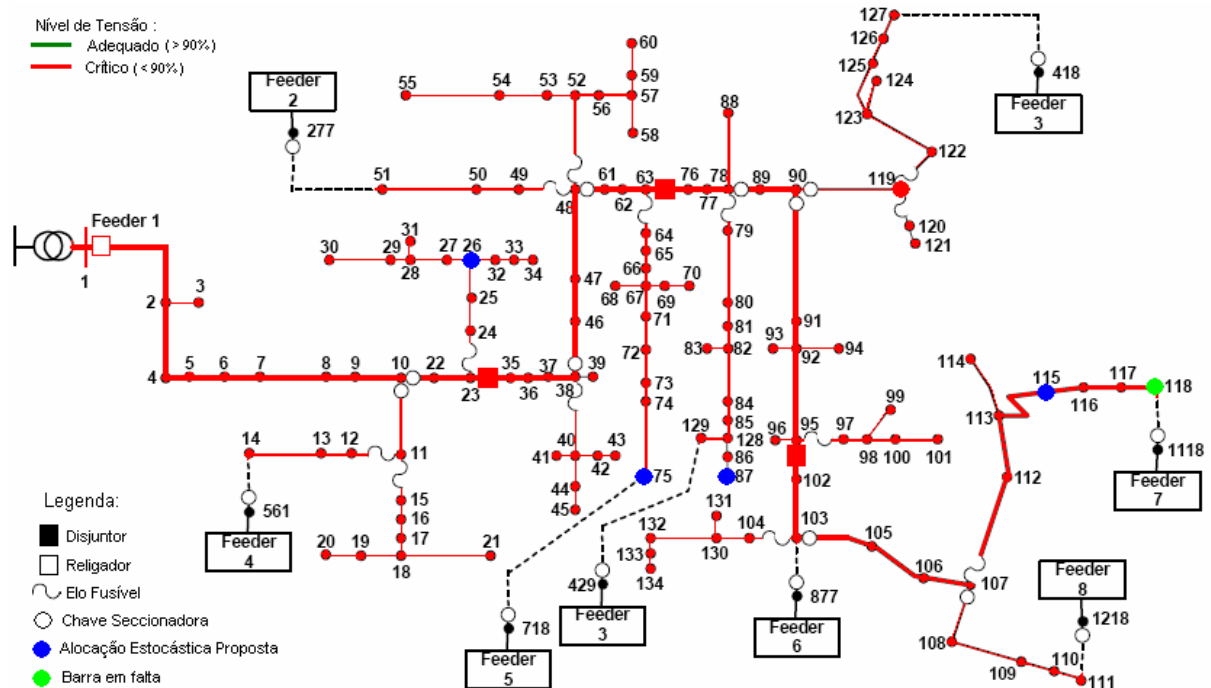 Nível de Tensão :
Adequado ( > 90%)
Crítico ( < 90%)
Feeder
2
277
Feeder 1
1
Feeder
3
418
Feeder
4
561
Feeder
5
718
Feeder
3
429
Feeder
6
877
Feeder
7
1118
Feeder
8
1218
2
3
4 5 6 7 8 9 10 22 23 35 36 37 38 39
11
14 13 12
15
16
17
18
20 19 21
24
25
30 29 31 28 27 26 32 33 34
40
41 42 43
44
45
46
47
48
51 50 49
55 54 53 52 56 57
60
59
58
61 62 63 76 77 78 89 90
88
64
65
66
67
68 69 70
71
72
73
74
75
79
80
81
83 82
84
85
129 128
86
87
91
93 92 94
96 95 97 98 99 100 101
102
103
131
132 130 104
133
134
105
106
107
108
109
110
111
112
113
114
115
116
117
118
119
120
121
122
123
124
125
126
127
Legenda:
Disjuntor
Religador
Elo Fusível
Chave Seccionadora
Alocação Estocástica Proposta
Barra em falta